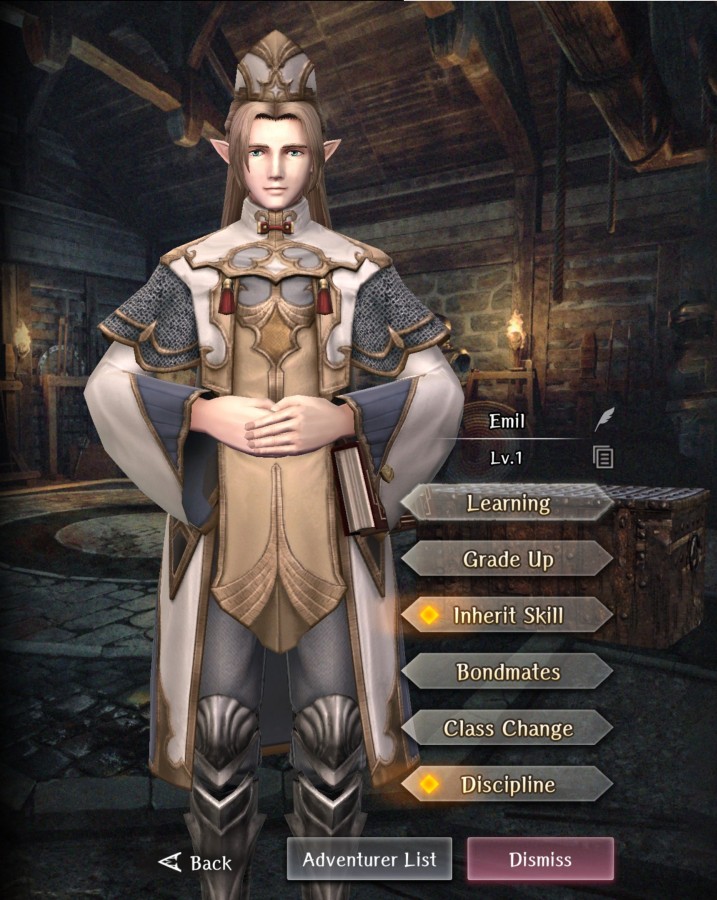 Emil
Lv.1
Learning
Grade Up
Inherit Skill
Bondmates
Class Change
Discipline
Back
Adventurer List
Dismiss